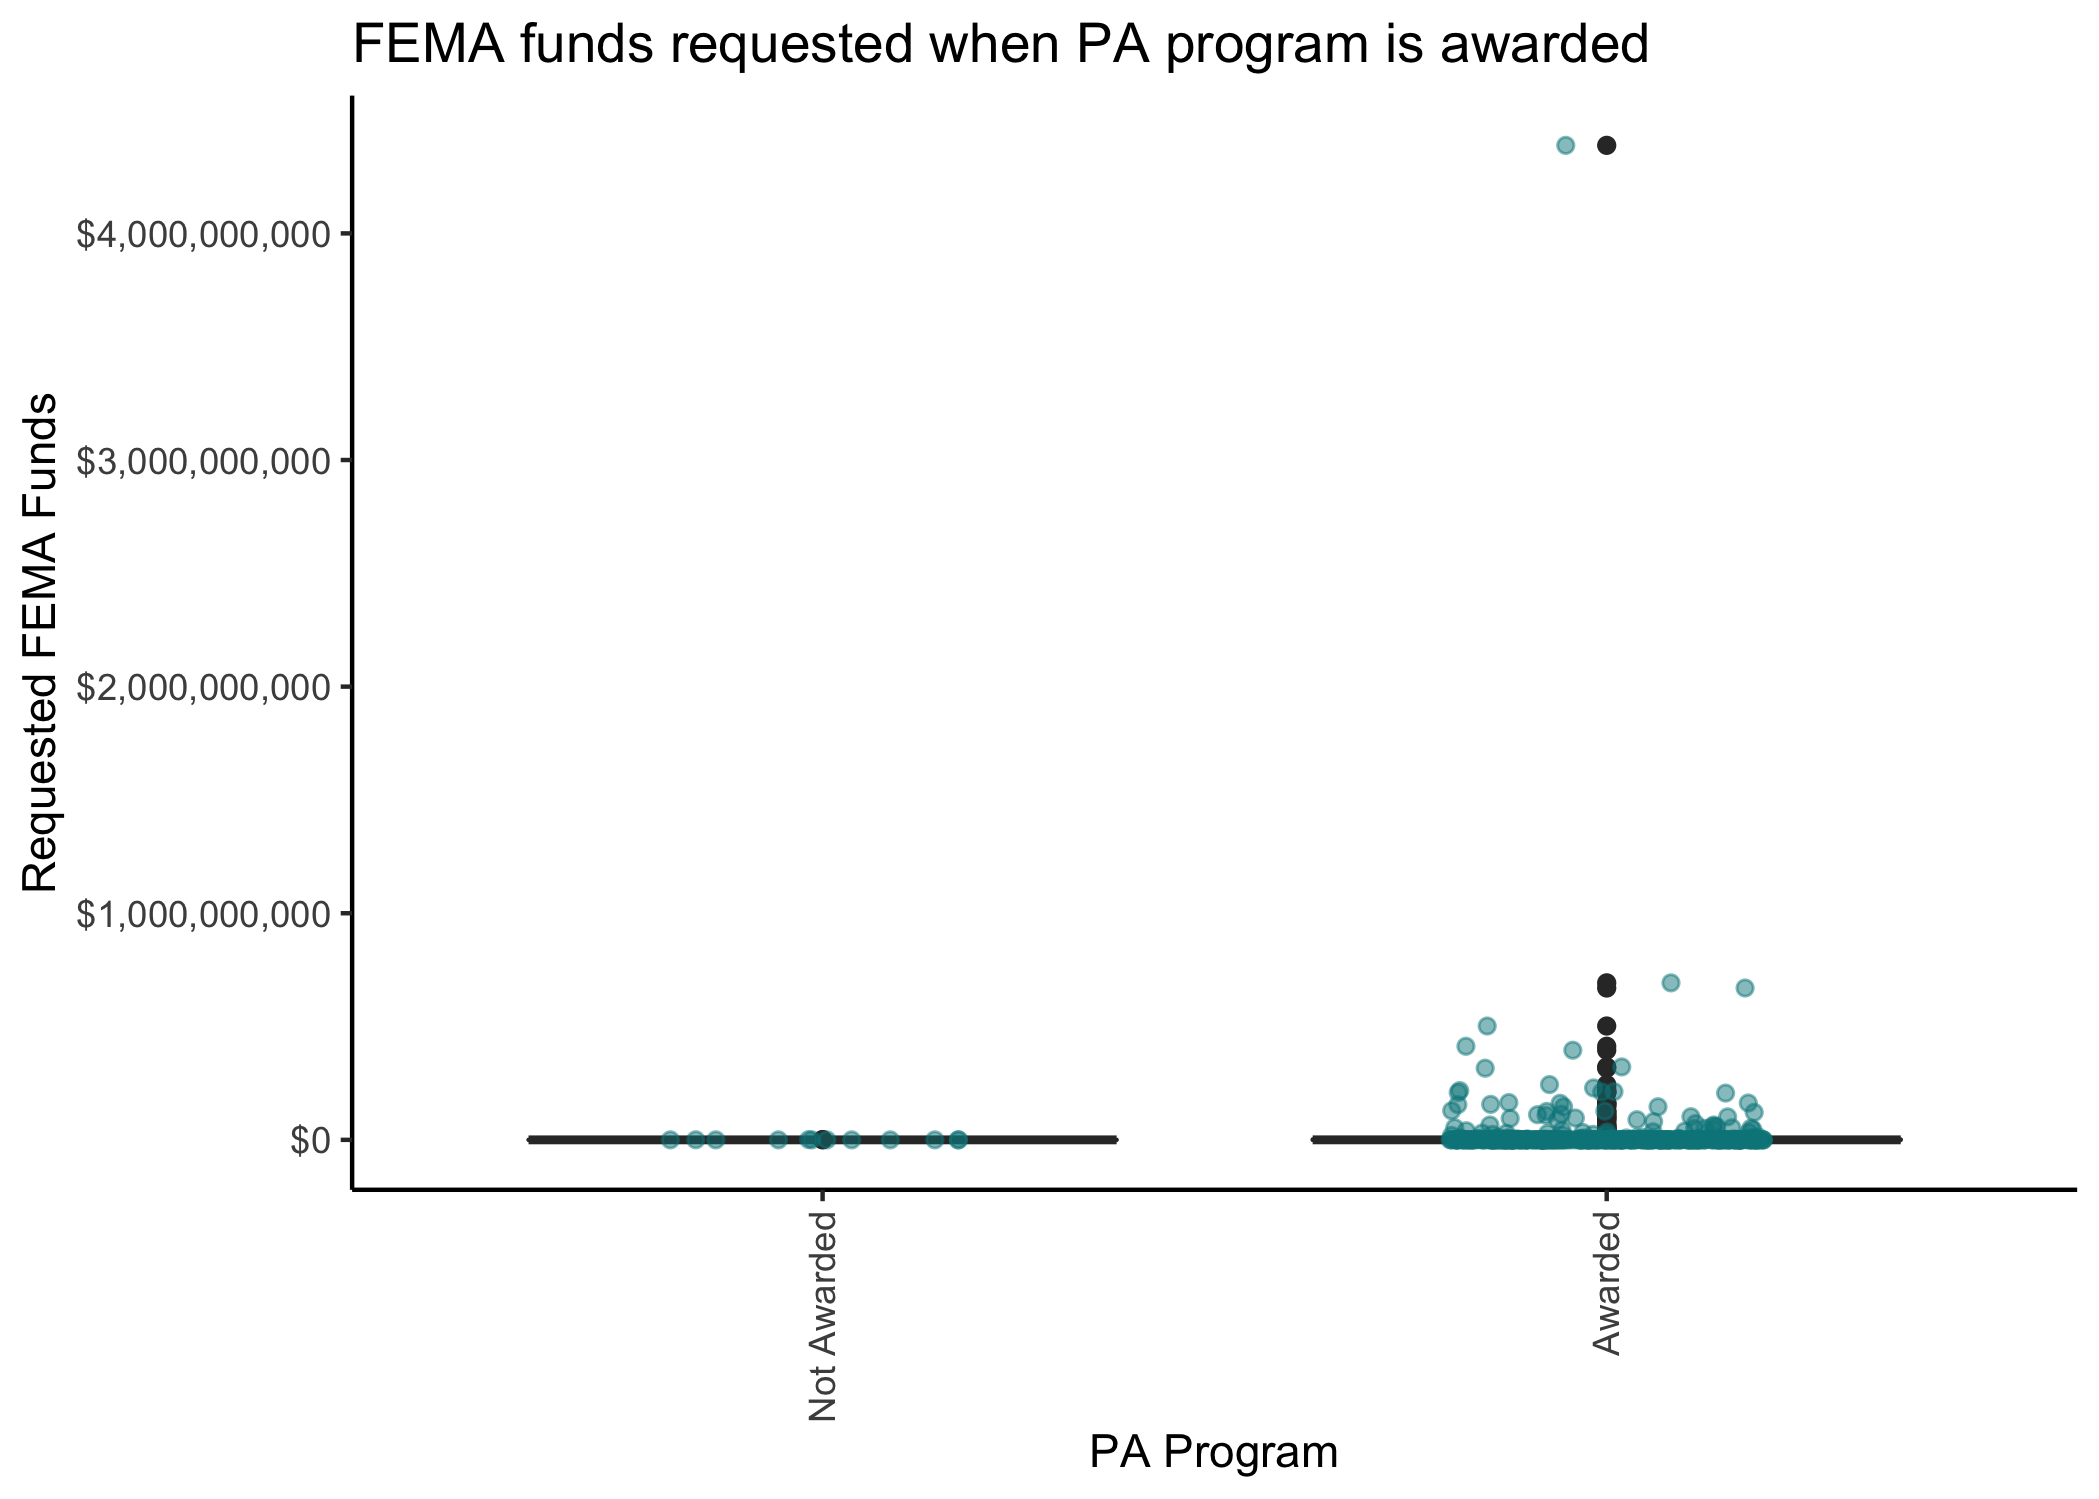 FEMA funds requested when PA program is awarded
Requested FEMA Funds
$4,000,000,000
$3,000,000,000
$2,000,000,000
$1,000,000,000
$0
Not Awarded
Awarded
PA Program